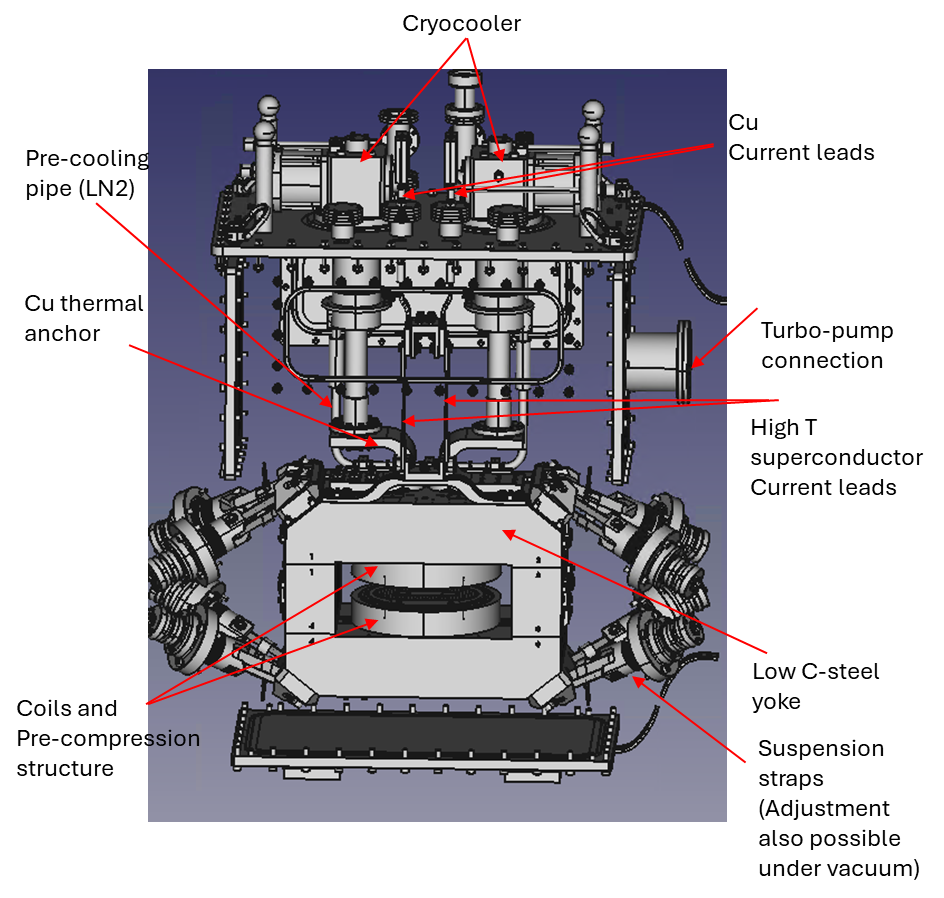 Cryocooler
Cu
Current leads
Pre-cooling
pipe (LN2)
Cu thermal
anchor
Turbo-pump
connection
High T
superconductor
Current leads
Low C-steel
yoke
Coils and
Pre-compression
structure
Suspension
straps
(Adjustment
also possible
under vacuum)